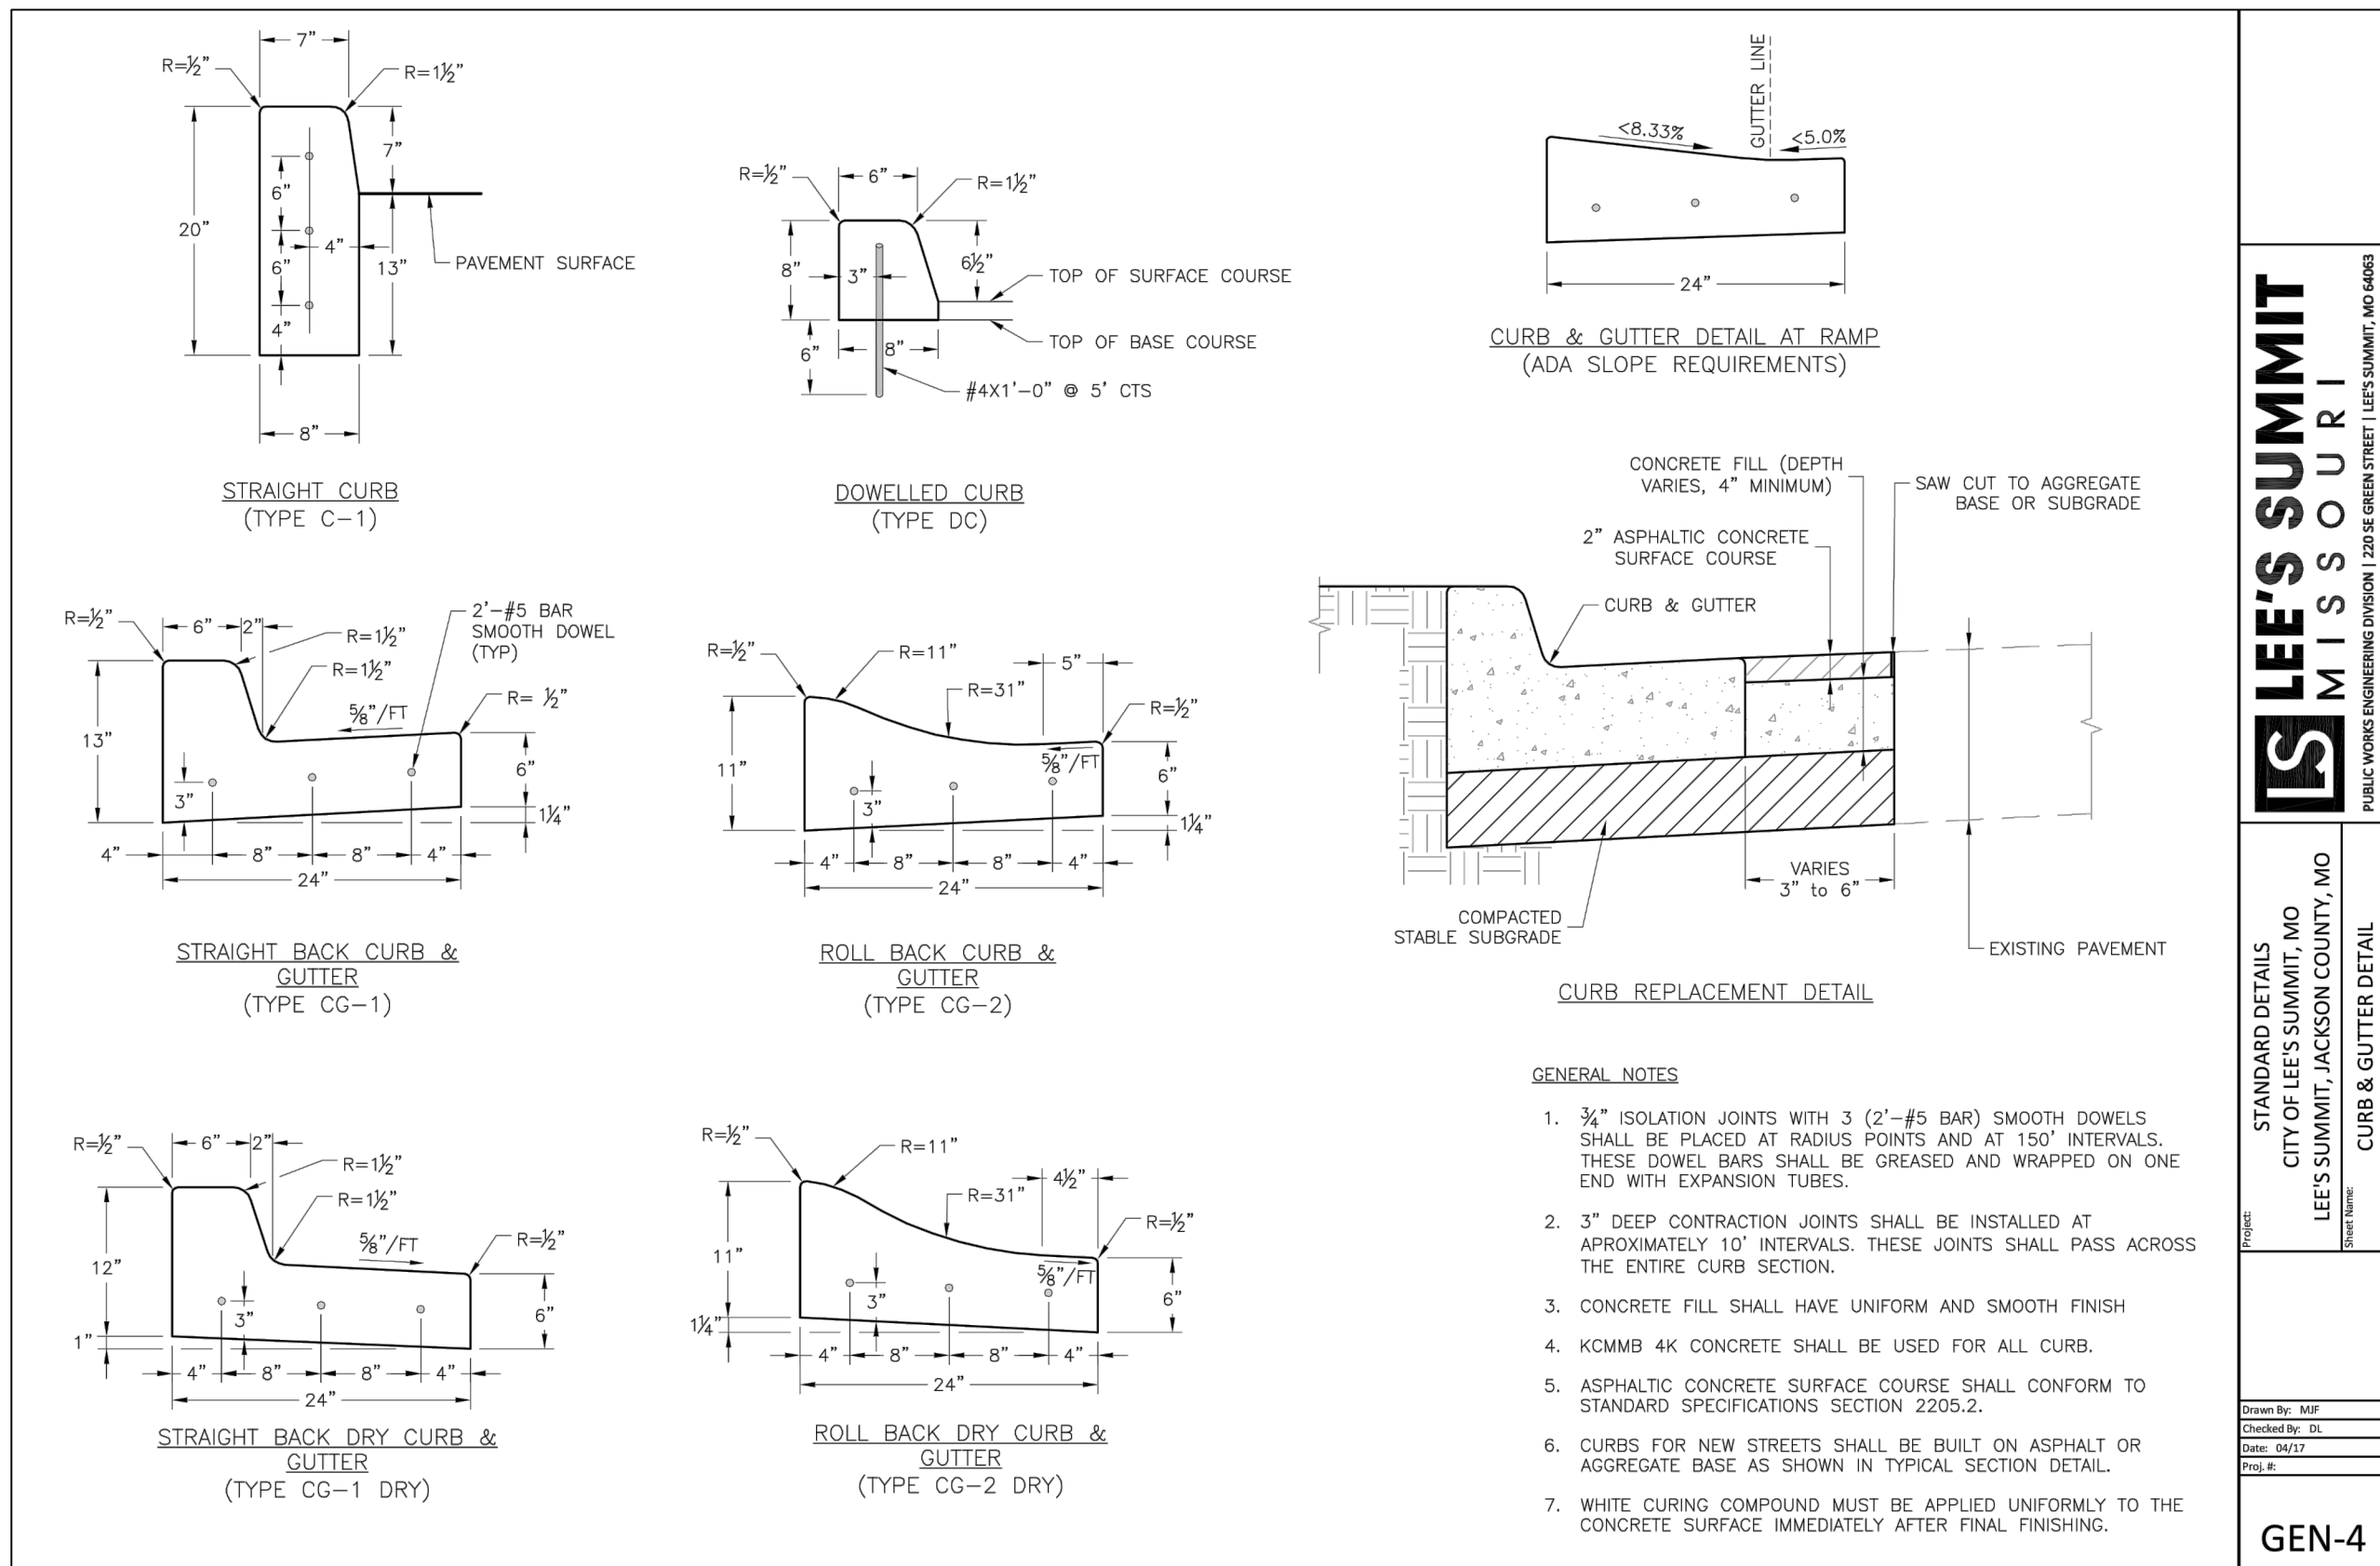 7"
R=½"
R=1½"
7"
6"
20"
4"
6"
13"
4"
PAVEMENT SURFACE
8"
STRAIGHT CURB
(TYPE C-1)
R=½"
6"
R=1½"
8"
3"
6½"
TOP OF SURFACE COURSE
TOP OF BASE COURSE
6"
8"
#4X1'-0" @ 5' CTS
DOWELLED CURB
(TYPE DC)
GUTTER LINE
<8.33%
<5.0%
24"
CURB & GUTTER DETAIL AT RAMP
(ADA SLOPE REQUIREMENTS)
R=½"
6"
2"
R=1½"
R=1½"
2'-#5 BAR
SMOOTH DOWEL
(TYP)
R= ½"
⅝"/FT
13"
3"
6"
1¼"
4"
8"
8"
4"
24"
STRAIGHT BACK CURB &
GUTTER
(TYPE CG-1)
R=½"
R=11"
5"
R=31"
R=½"
⅝"/FT
11"
3"
6"
1¼"
4"
8"
8"
4"
24"
ROLL BACK CURB &
GUTTER
(TYPE CG-2)
CONCRETE FILL (DEPTH
VARIES, 4" MINIMUM)
SAW CUT TO AGGREGATE
BASE OR SUBGRADE
2" ASPHALTIC CONCRETE
SURFACE COURSE
CURB & GUTTER
VARIES
3" to 6"
COMPACTED
STABLE SUBGRADE
EXISTING PAVEMENT
CURB REPLACEMENT DETAIL
R=½"
6"
2"
R=1½"
R=1½"
⅝"/FT
R=½"
12"
3"
6"
1"
4"
8"
8"
4"
24"
STRAIGHT BACK DRY CURB &
GUTTER
(TYPE CG-1 DRY)
R=½"
R=11"
4½"
R=31"
R=½"
11"
⅝"/FT
3"
6"
1¼"
4"
8"
8"
4"
24"
ROLL BACK DRY CURB &
GUTTER
(TYPE CG-2 DRY)
GENERAL NOTES
1. ¾" ISOLATION JOINTS WITH 3 (2'-#5 BAR) SMOOTH DOWELS
SHALL BE PLACED AT RADIUS POINTS AND AT 150' INTERVALS.
THESE DOWEL BARS SHALL BE GREASED AND WRAPPED ON ONE
END WITH EXPANSION TUBES.
2. 3" DEEP CONTRACTION JOINTS SHALL BE INSTALLED AT
APROXIMATELY 10' INTERVALS. THESE JOINTS SHALL PASS ACROSS
THE ENTIRE CURB SECTION.
3. CONCRETE FILL SHALL HAVE UNIFORM AND SMOOTH FINISH
4. KCMMB 4K CONCRETE SHALL BE USED FOR ALL CURB.
5. ASPHALTIC CONCRETE SURFACE COURSE SHALL CONFORM TO
STANDARD SPECIFICATIONS SECTION 2205.2.
6. CURBS FOR NEW STREETS SHALL BE BUILT ON ASPHALT OR
AGGREGATE BASE AS SHOWN IN TYPICAL SECTION DETAIL.
7. WHITE CURING COMPOUND MUST BE APPLIED UNIFORMLY TO THE
CONCRETE SURFACE IMMEDIATELY AFTER FINAL FINISHING.
LS
LEE'S SUMMIT
MISSOURI
PUBLIC WORKS ENGINEERING DIVISION | 220 SE GREEN STREET | LEE'S SUMMIT, MO 64063
Project:
STANDARD DETAILS
CITY OF LEE'S SUMMIT, MO
LEE'S SUMMIT, JACKSON COUNTY, MO
Sheet Name:
CURB & GUTTER DETAIL
Drawn By: MJF
Checked By: DL
Date: 04/17
Proj. #:
GEN-4